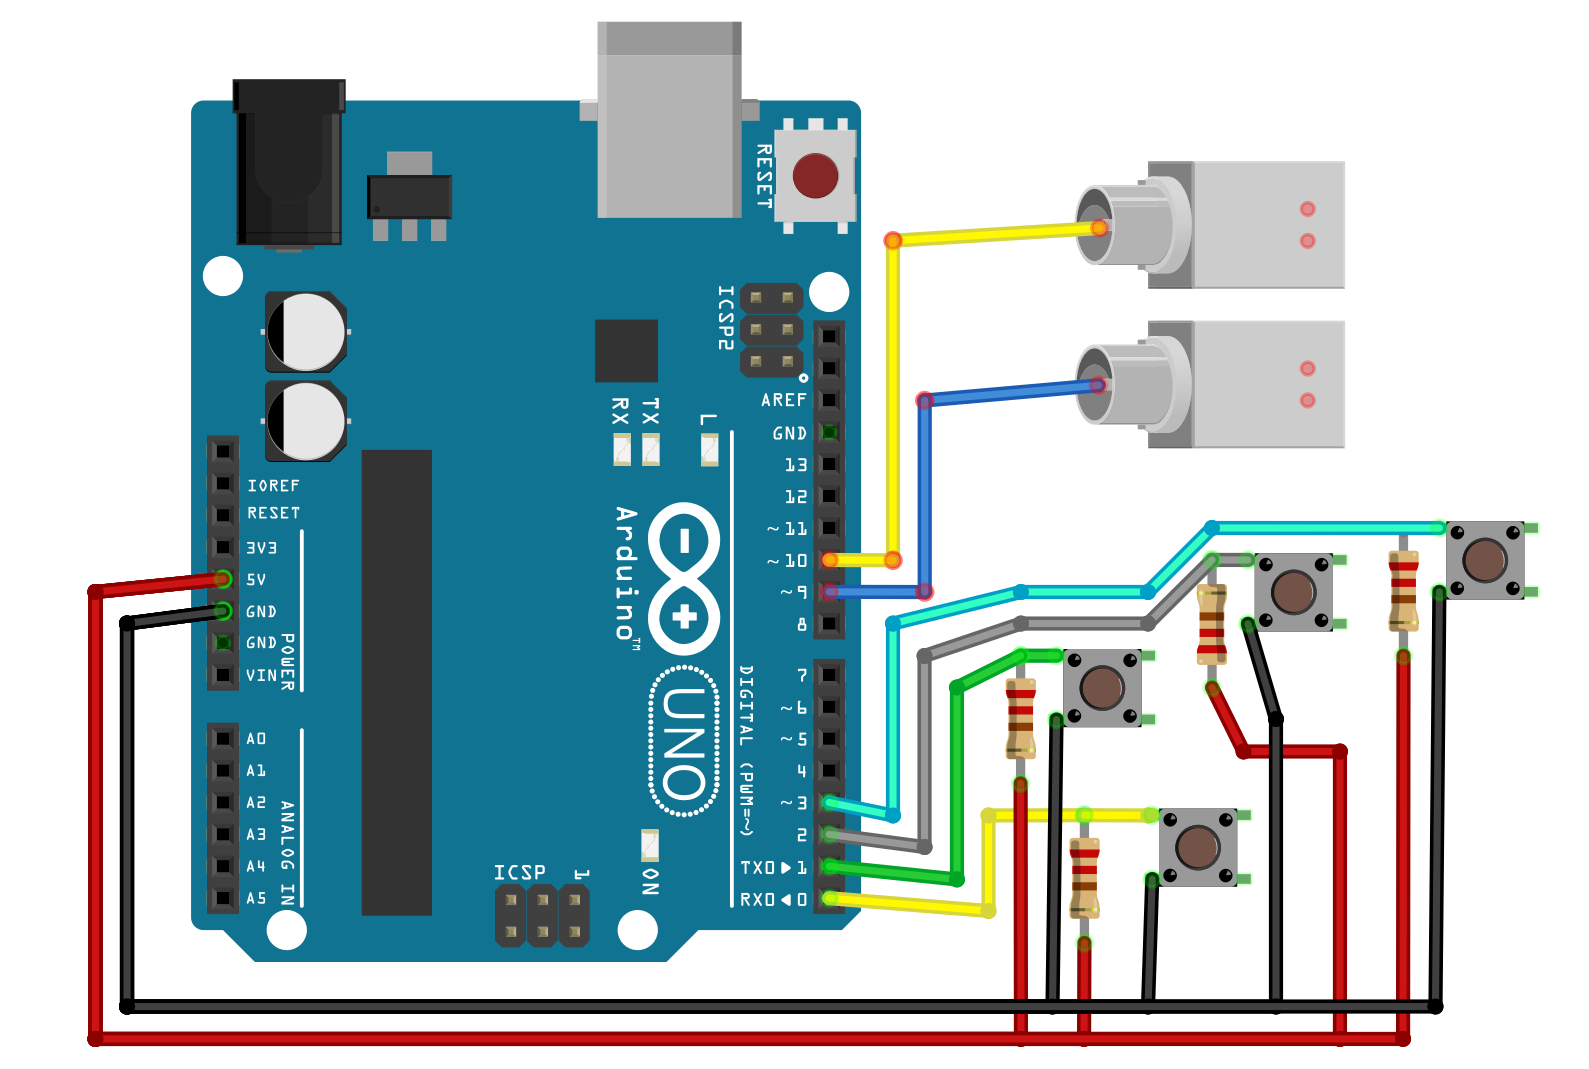 RESET
ICSP2
AREF
GND
13
12
~11
~10
~9
8
RX
TX
L
IOREF
RESET
3V3
5V
GND
GND
VIN
POWER
Arduino™
UNO
7
~6
~5
4
~3
2
TX0▶1
RX0◀0
DIGITAL (PWM=~)
A0
A1
A2
A3
A4
A5
ANALOG IN
ICSP
1
ON